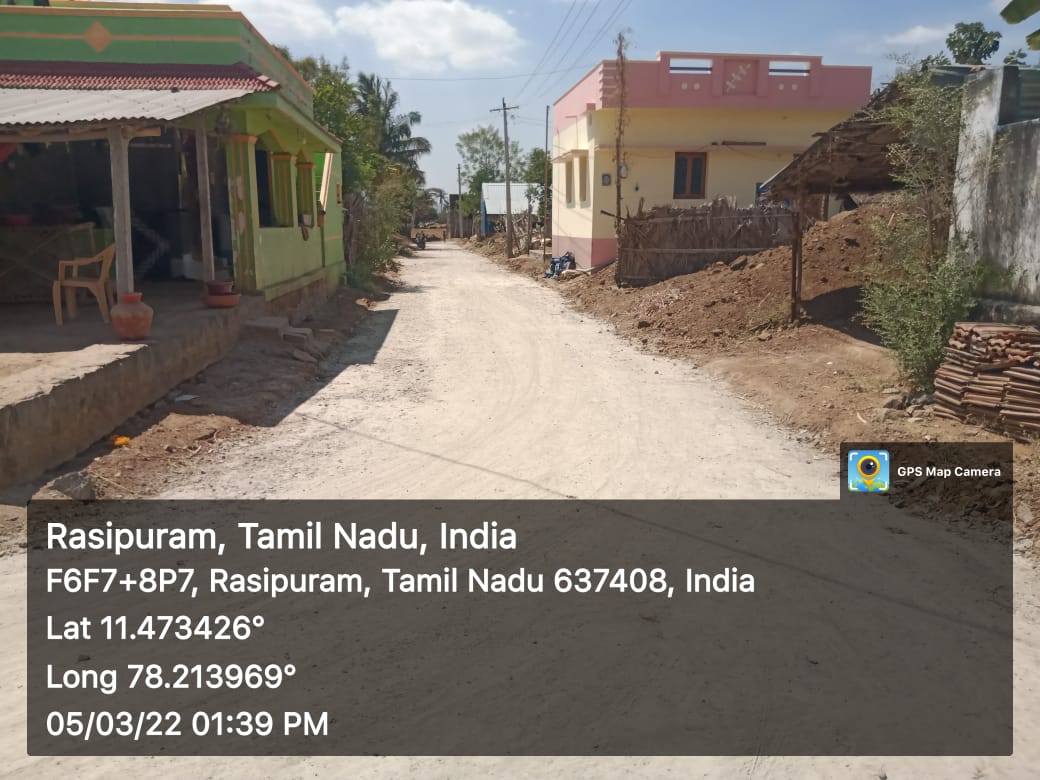 GPS Map Camera
Rasipuram, Tamil Nadu, India
F6F7+8P7, Rasipuram, Tamil Nadu 637408, India
Lat 11.473426°
Long 78.213969°
05/03/22 01:39 PM